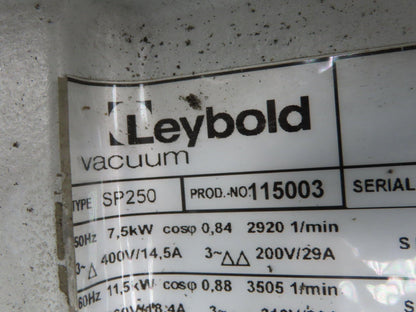 Leybold
vacuum
TYPE SP250 PROD.-NO. 115003 SERIAL
50Hz 7,5kW cosφ 0,84 2920 1/min
3~ △ 400V/14,5A 3~ △△ 200V/29A
60Hz 11,5kW cosφ 0,88 3505 1/min